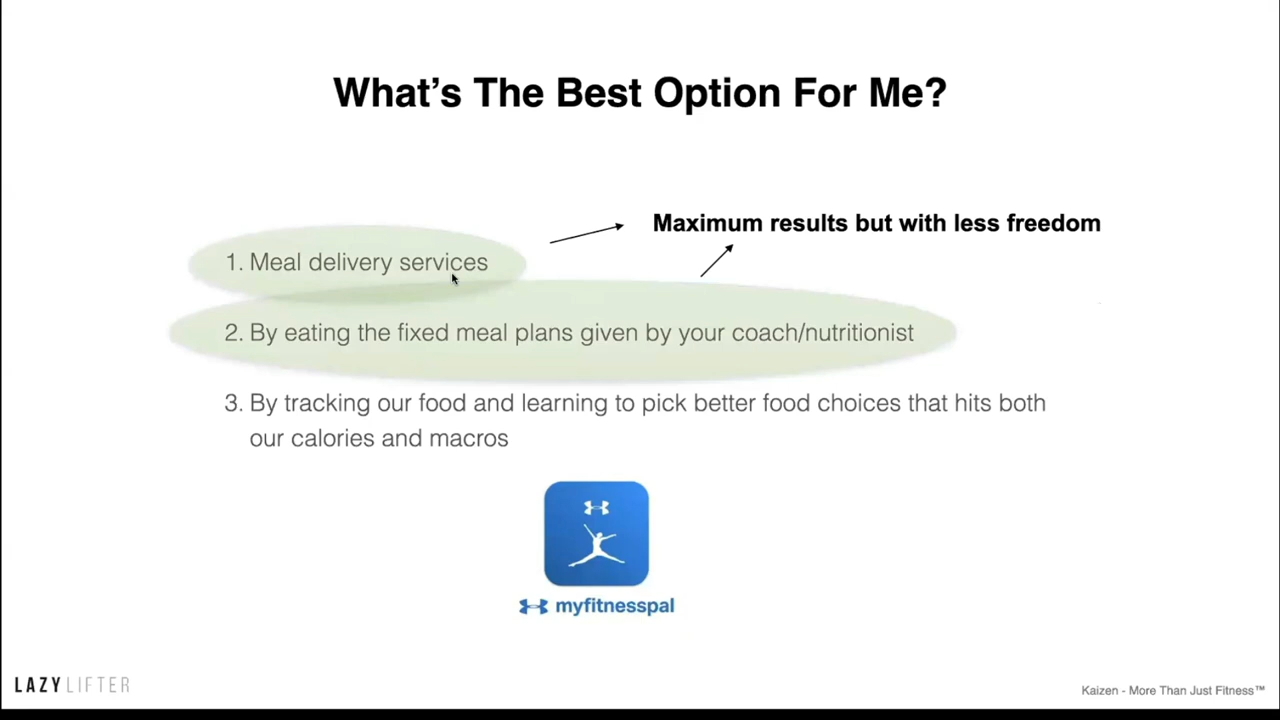 What's The Best Option For Me?
Maximum results but with less freedom
1. Meal delivery services
2. By eating the fixed meal plans given by your coach/nutritionist
3. By tracking our food and learning to pick better food choices that hits both
our calories and macros
myfitnesspal
LAZYLIFTER
Kaizen - More Than Just Fitness™